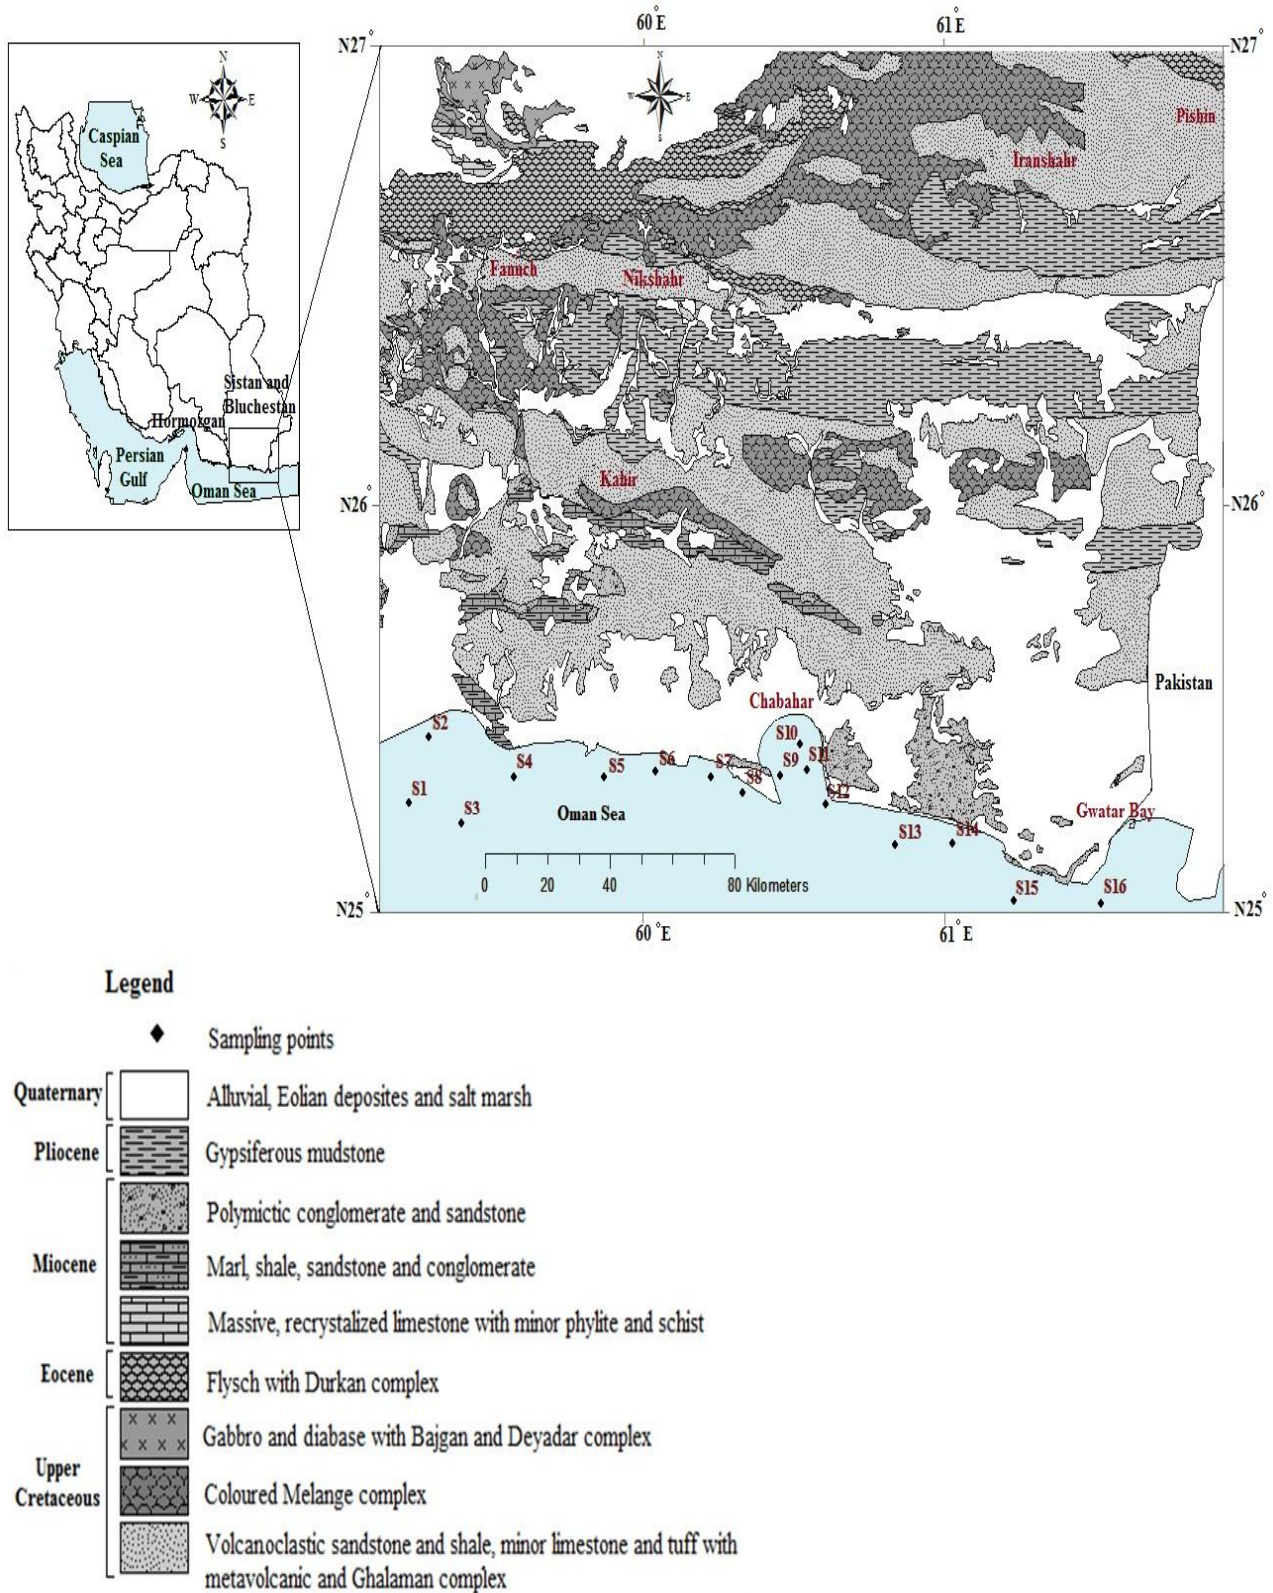 60°E
61°E
N27°
N27°
N
W
E
S
Caspian
Sea
Sistan and
Bluchestan
Hormozgan
Persian
Gulf
Oman Sea
N
W
E
S
Pishin
Iranshahr
Fannch
Nikshahr
Kahir
N26°
N26°
Pakistan
Chabahar
S2
S10
S11
S9
S6
S7
S4
S5
S8
S1
S12
S3
Oman Sea
Gwatar Bay
S13
S14
0 20 40 80 Kilometers
S15
S16
N25°
N25°
60°E
61°E
Legend
Sampling points
Quaternary
Alluvial, Eolian deposites and salt marsh
Pliocene
Gypsiferous mudstone
Polymictic conglomerate and sandstone
Miocene
Marl, shale, sandstone and conglomerate
Massive, recrystalized limestone with minor phylite and schist
Eocene
Flysch with Durkan complex
Gabbro and diabase with Bajgan and Deyadar complex
Upper
Cretaceous
Coloured Melange complex
Volcanoclastic sandstone and shale, minor limestone and tuff with
metavolcanic and Ghalaman complex